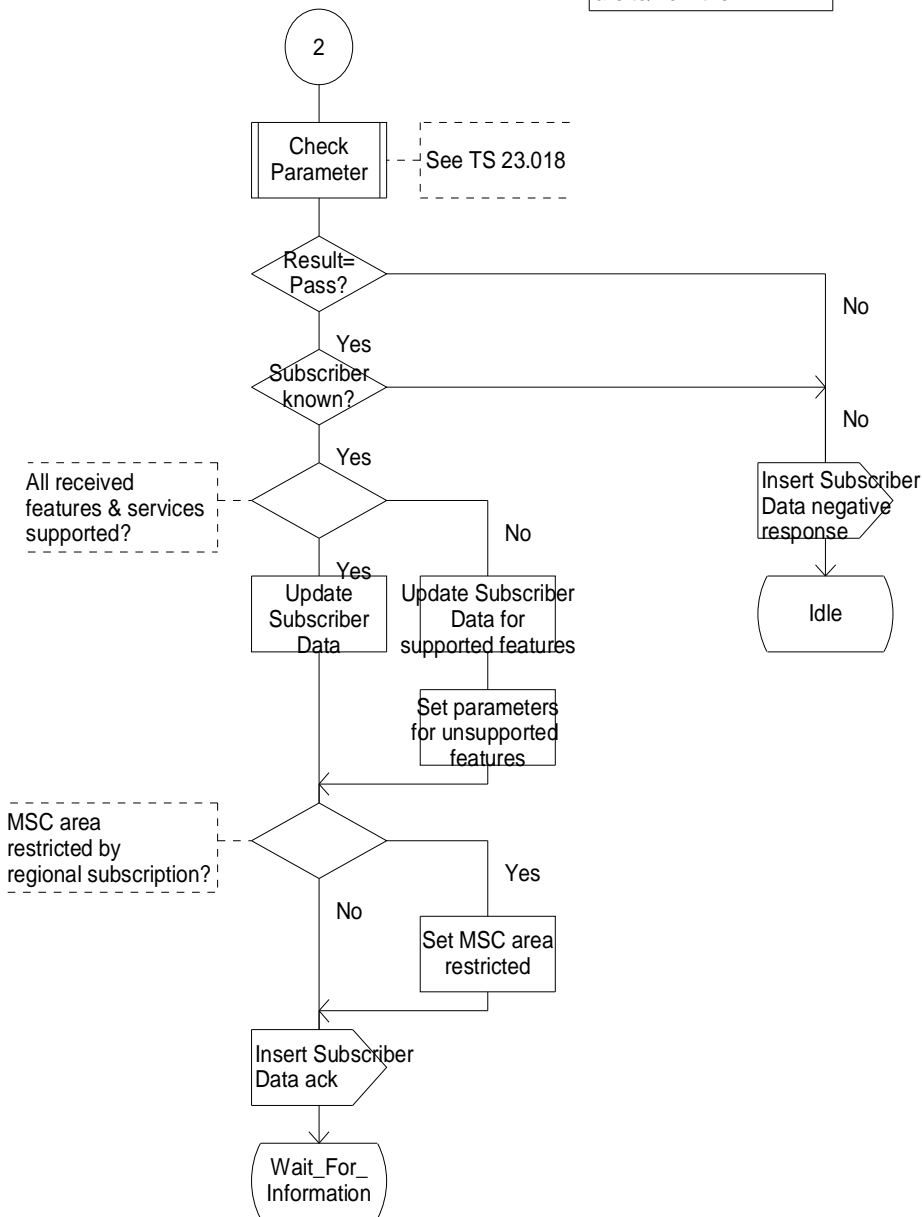 2
Check
Parameter
See TS 23.018
Result=
Pass?
No
Yes
Subscriber
known?
No
Yes
All received
features & services
supported?
Insert Subscriber
Data negative
response
No
Yes
Update
Subscriber
Data
Update Subscriber
Data for
supported features
Idle
Set parameters
for unsupported
features
MSC area
restricted by
regional subscription?
Yes
No
Set MSC area
restricted
Insert Subscriber
Data ack
Wait_For_
Information